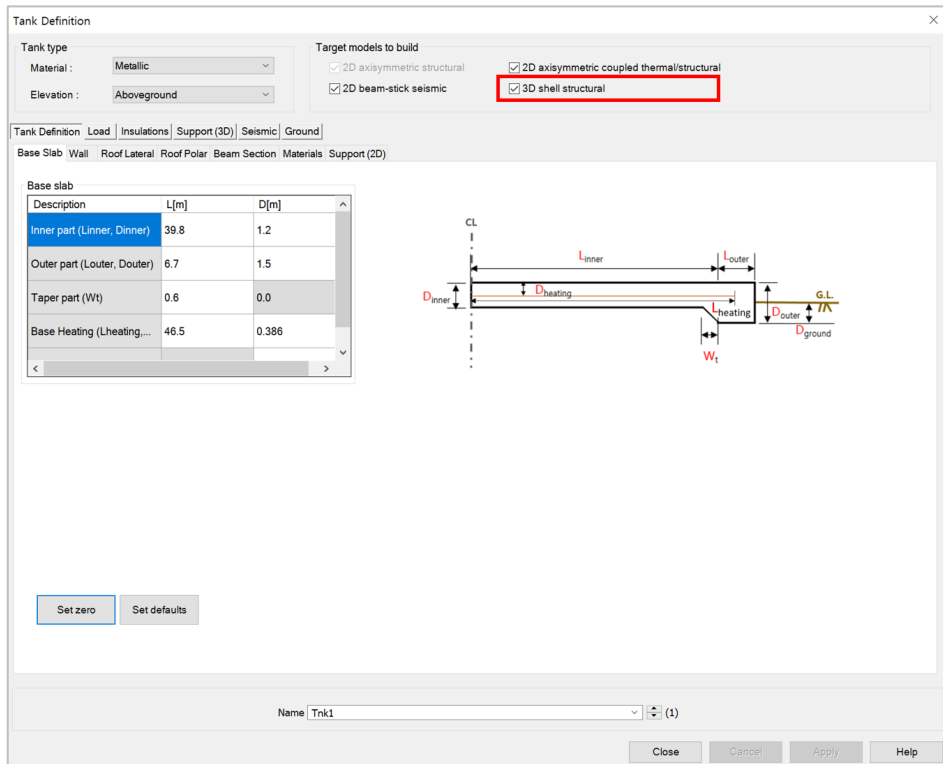 Tank Definition
Tank type
Material :
Metallic
Elevation :
Aboveground
Target models to build
2D axisymmetric structural
2D axisymmetric coupled thermal/structural
2D beam-stick seismic
3D shell structural
Tank Definition Load Insulations Support (3D) Seismic Ground
Base Slab Wall Roof Lateral Roof Polar Beam Section Materials Support (2D)
Base slab
Description L[m] D[m]
Inner part (Linner, Dinner) 39.8 1.2
Outer part (Louter, Douter) 6.7 1.5
Taper part (Wt) 0.6 0.0
Base Heating (Lheating,... 46.5 0.386
CL
Linner
Louter
Dinner
Dheating
Lheating
Douter
G.L.
Dground
Wt
Set zero Set defaults
Name Tnk1 (1)
Close Cancel Apply Help